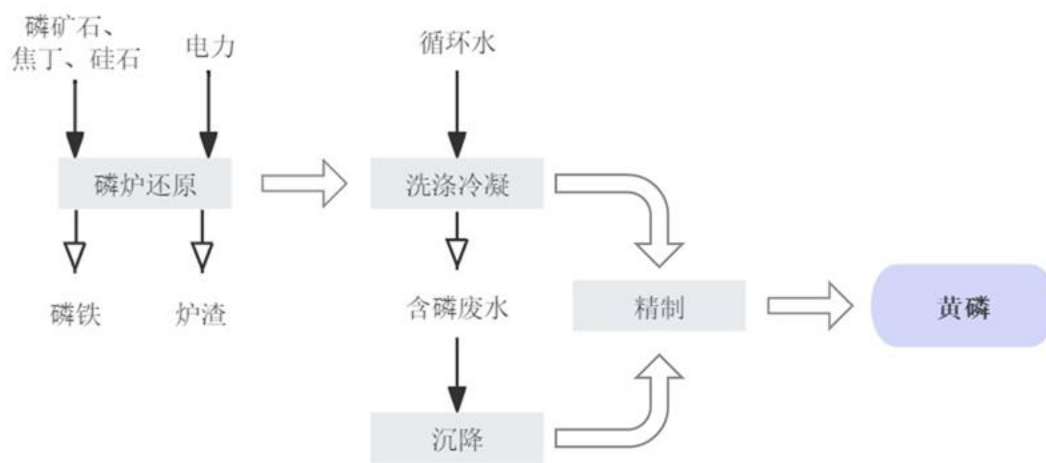 磷矿石、
焦丁、硅石
电力
循环水
磷炉还原
洗涤冷凝
磷铁
炉渣
含磷废水
精制
黄磷
沉降